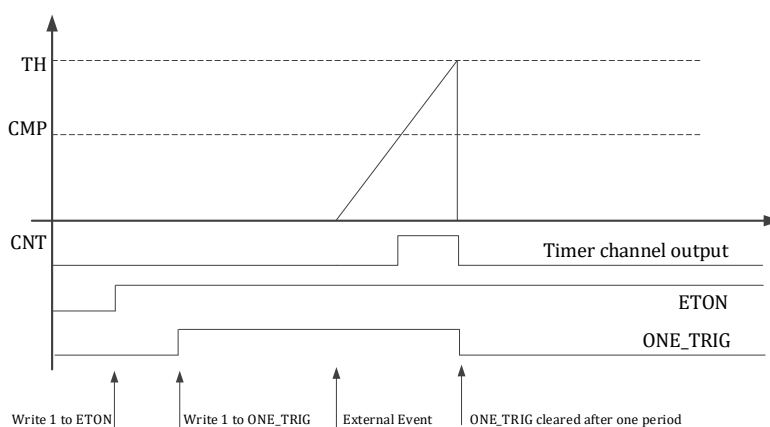 TH
CMP
CNT
Timer channel output
ETON
ONE_TRIG
Write 1 to ETON
Write 1 to ONE_TRIG
External Event
ONE_TRIG cleared after one period